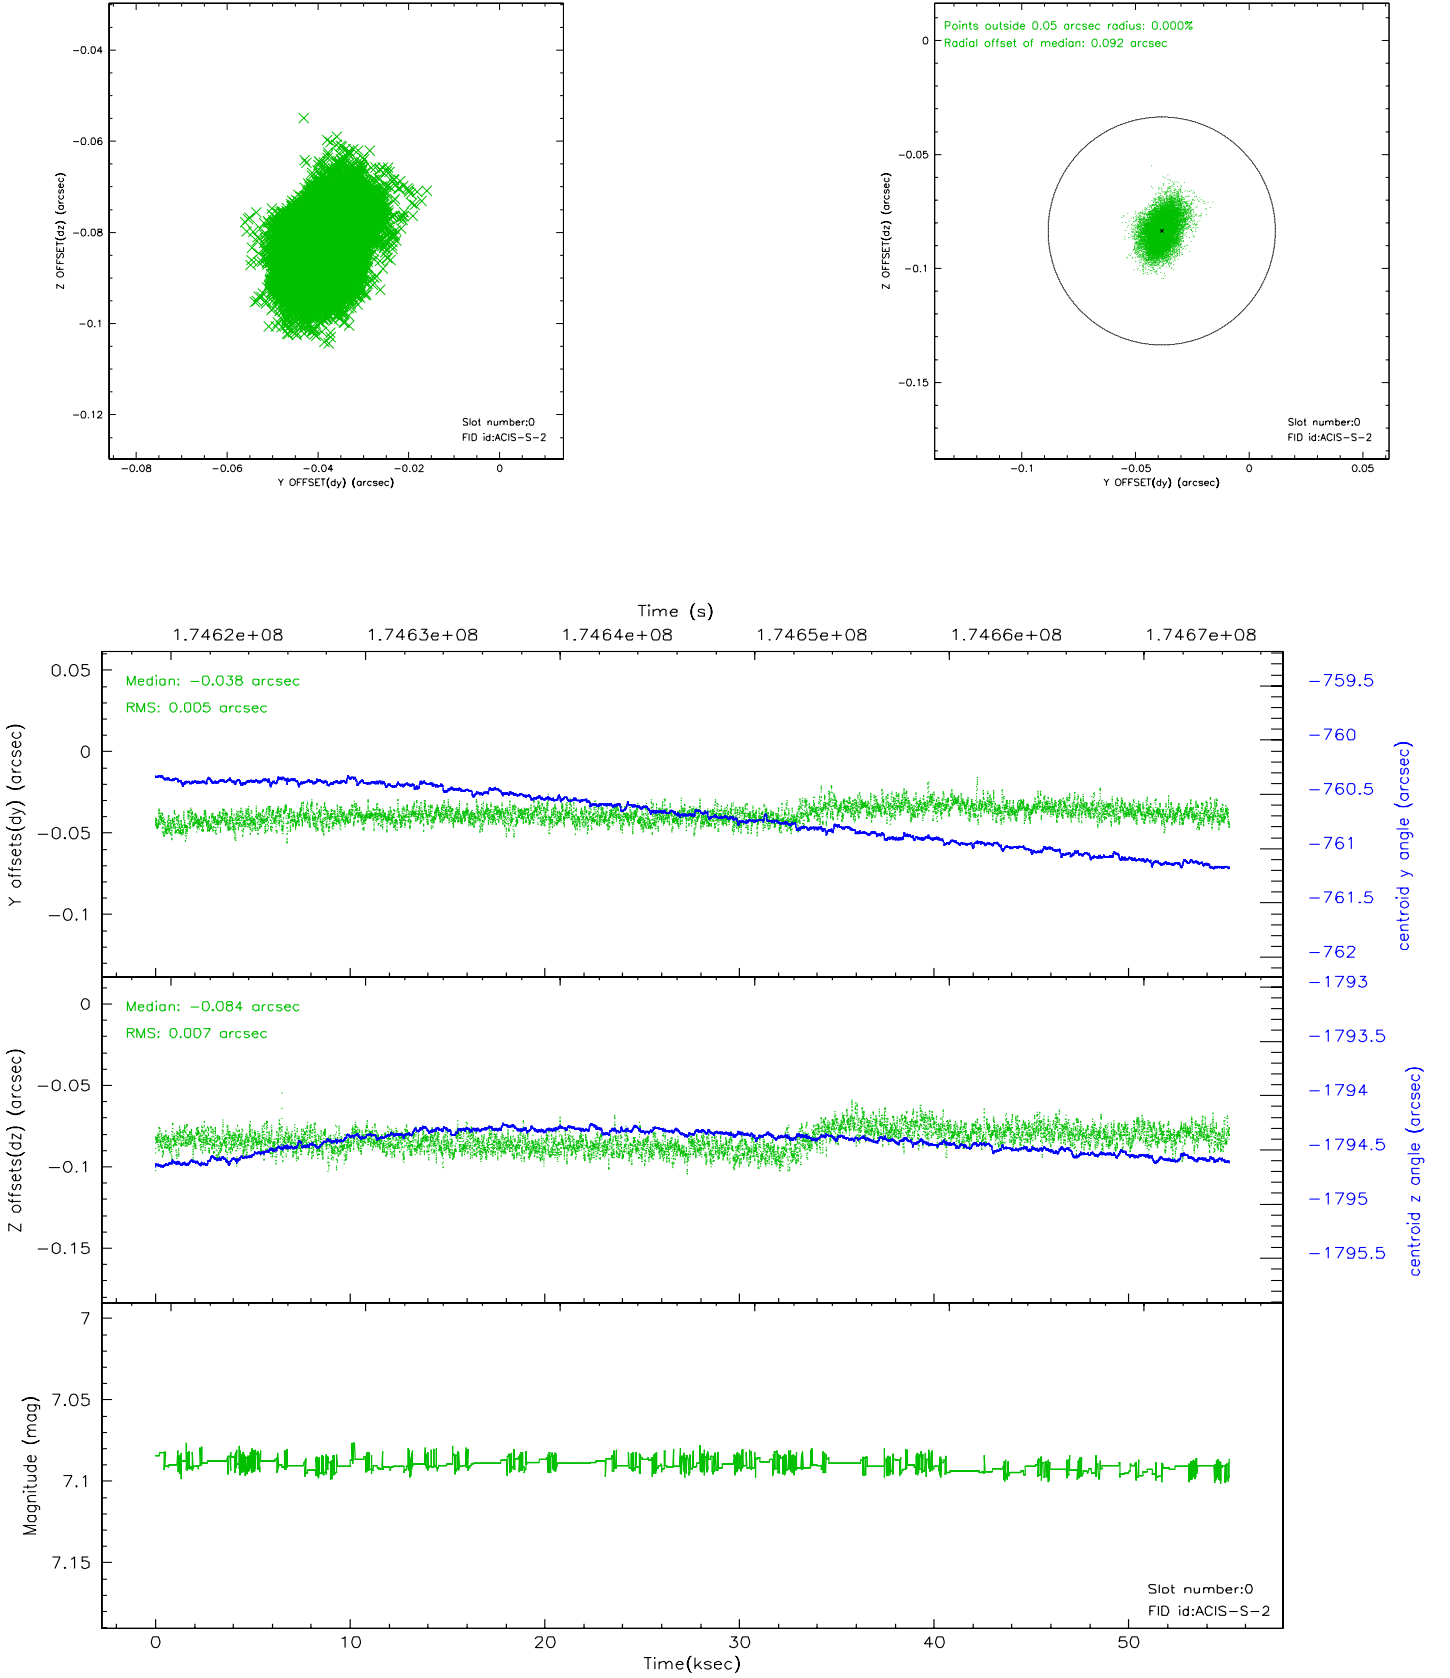 Points outside 0.05 arcsec radius: 0.000%
Radial offset of median: 0.092 arcsec
−0.04
−0.06
−0.08
−0.1
−0.12
Z OFFSET(dz) (arcsec)
Slot number:0
FID id:ACIS−S−2
−0.08 −0.06 −0.04 −0.02 0
Y OFFSET(dy) (arcsec)
0
−0.05
−0.1
−0.15
Z OFFSET(dz) (arcsec)
Slot number:0
FID id:ACIS−S−2
−0.1 −0.05 0 0.05
Y OFFSET(dy) (arcsec)
Time (s)
1.7462e+08 1.7463e+08 1.7464e+08 1.7465e+08 1.7466e+08 1.7467e+08
Median: −0.038 arcsec
RMS: 0.005 arcsec
0.05
0
−0.05
−0.1
Y offsets(dy) (arcsec)
−759.5
−760
−760.5
−761
−761.5
−762
centroid y angle (arcsec)
Median: −0.084 arcsec
RMS: 0.007 arcsec
0
−0.05
−0.1
−0.15
Z offsets(dz) (arcsec)
−1793
−1793.5
−1794
−1794.5
−1795
−1795.5
centroid z angle (arcsec)
7
7.05
7.1
7.15
Magnitude (mag)
Slot number:0
FID id:ACIS−S−2
0 10 20 30 40 50
Time(ksec)